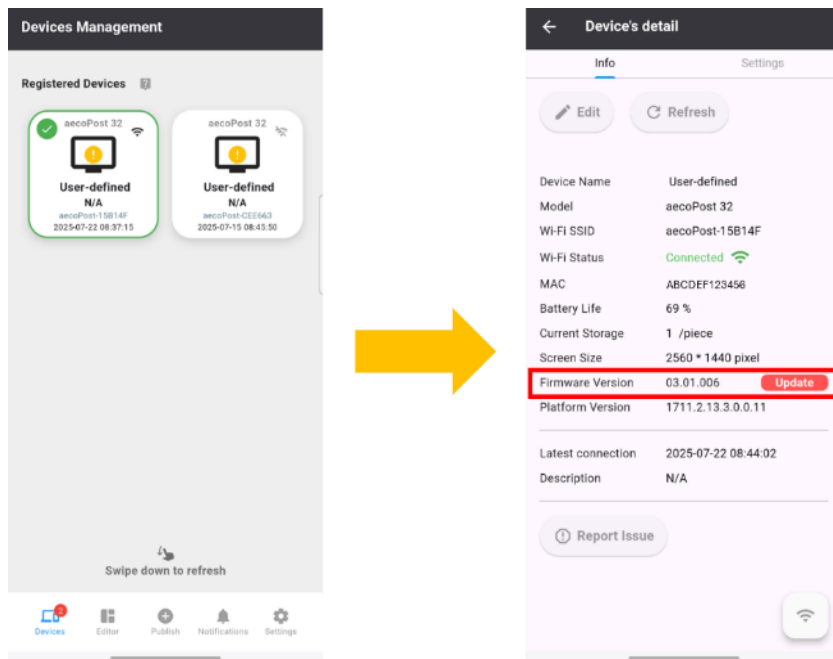 Devices Management
Registered Devices ?
aecoPost 32
User-defined
N/A
aecoPost-15B14F
2025-07-22 08:37:15
aecoPost 32
User-defined
N/A
aecoPost-CEE663
2025-07-15 08:45:50
Swipe down to refresh
2
Devices Editor Publish Notifications Settings
Device's detail
Info Settings
Edit Refresh
Device Name User-defined
Model aecoPost 32
Wi-Fi SSID aecoPost-15B14F
Wi-Fi Status Connected
MAC ABCDEF123456
Battery Life 69 %
Current Storage 1 /piece
Screen Size 2560 * 1440 pixel
Firmware Version 03.01.006 Update
Platform Version 1711.2.13.3.0.0.11
Latest connection 2025-07-22 08:44:02
Description N/A
Report Issue